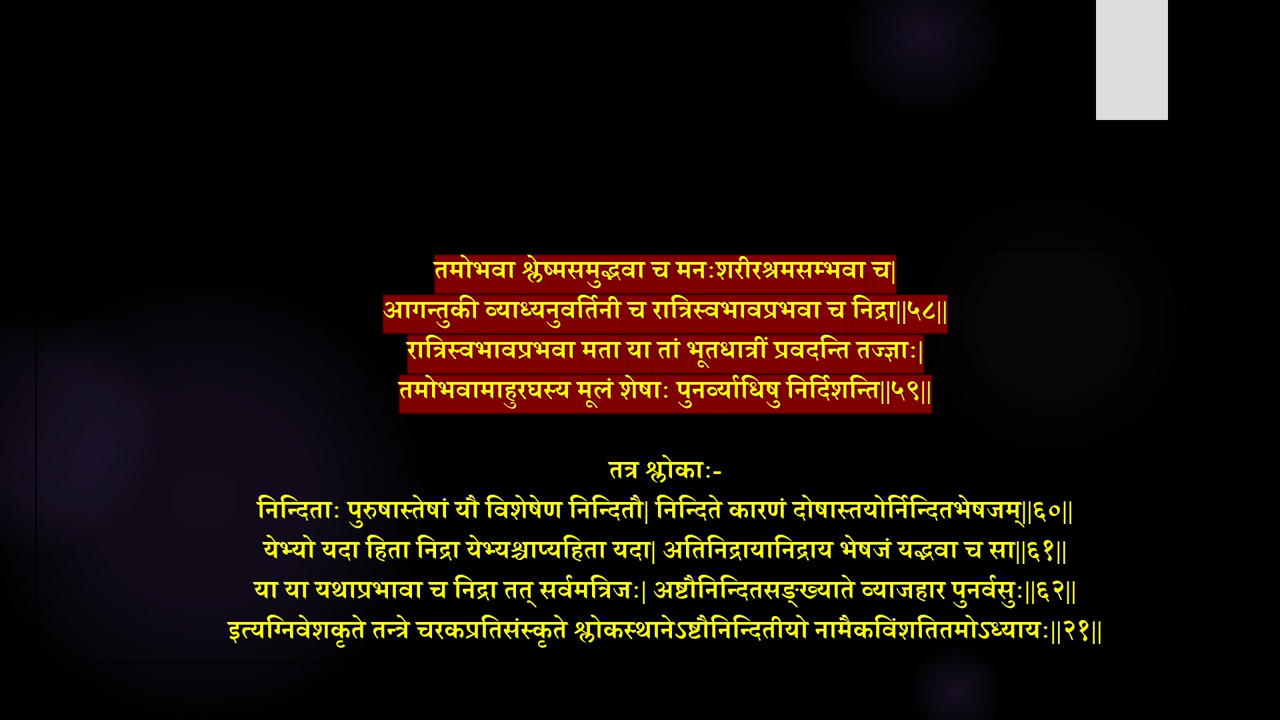 तमोभवा श्लेष्मसमुद्भवा च मनःशरीरश्रमसम्भवा च|
आगन्तुकी व्याध्यनुवर्तिनी च रात्रिस्वभावप्रभवा च निद्रा||५८||
रात्रिस्वभावप्रभवा मता या तां भूतधात्रीं प्रवदन्ति तज्ज्ञाः|
तमोभवामाहुरघस्य मूलं शेषाः पुनर्व्याधिषु निर्दिशन्ति||५९||
तत्र श्लोकाः-
निन्दिताः पुरुषास्तेषां यौ विशेषेण निन्दितौ| निन्दिते कारणं दोषास्तयोर्निन्दितभेषजम्||६०||
येभ्यो यदा हिता निद्रा येभ्यश्चाप्यहिता यदा| अतिनिद्रायानिद्राय भेषजं यद्भवा च सा||६१||
या या यथाप्रभावा च निद्रा तत् सर्वमत्रिजः| अष्टौनिन्दितसङ्ख्याते व्याजहार पुनर्वसुः||६२||
इत्यग्निवेशकृते तन्त्रे चरकप्रतिसंस्कृते श्लोकस्थानेऽष्टौनिन्दितीयो नामैकविंशतितमोऽध्यायः||२१||